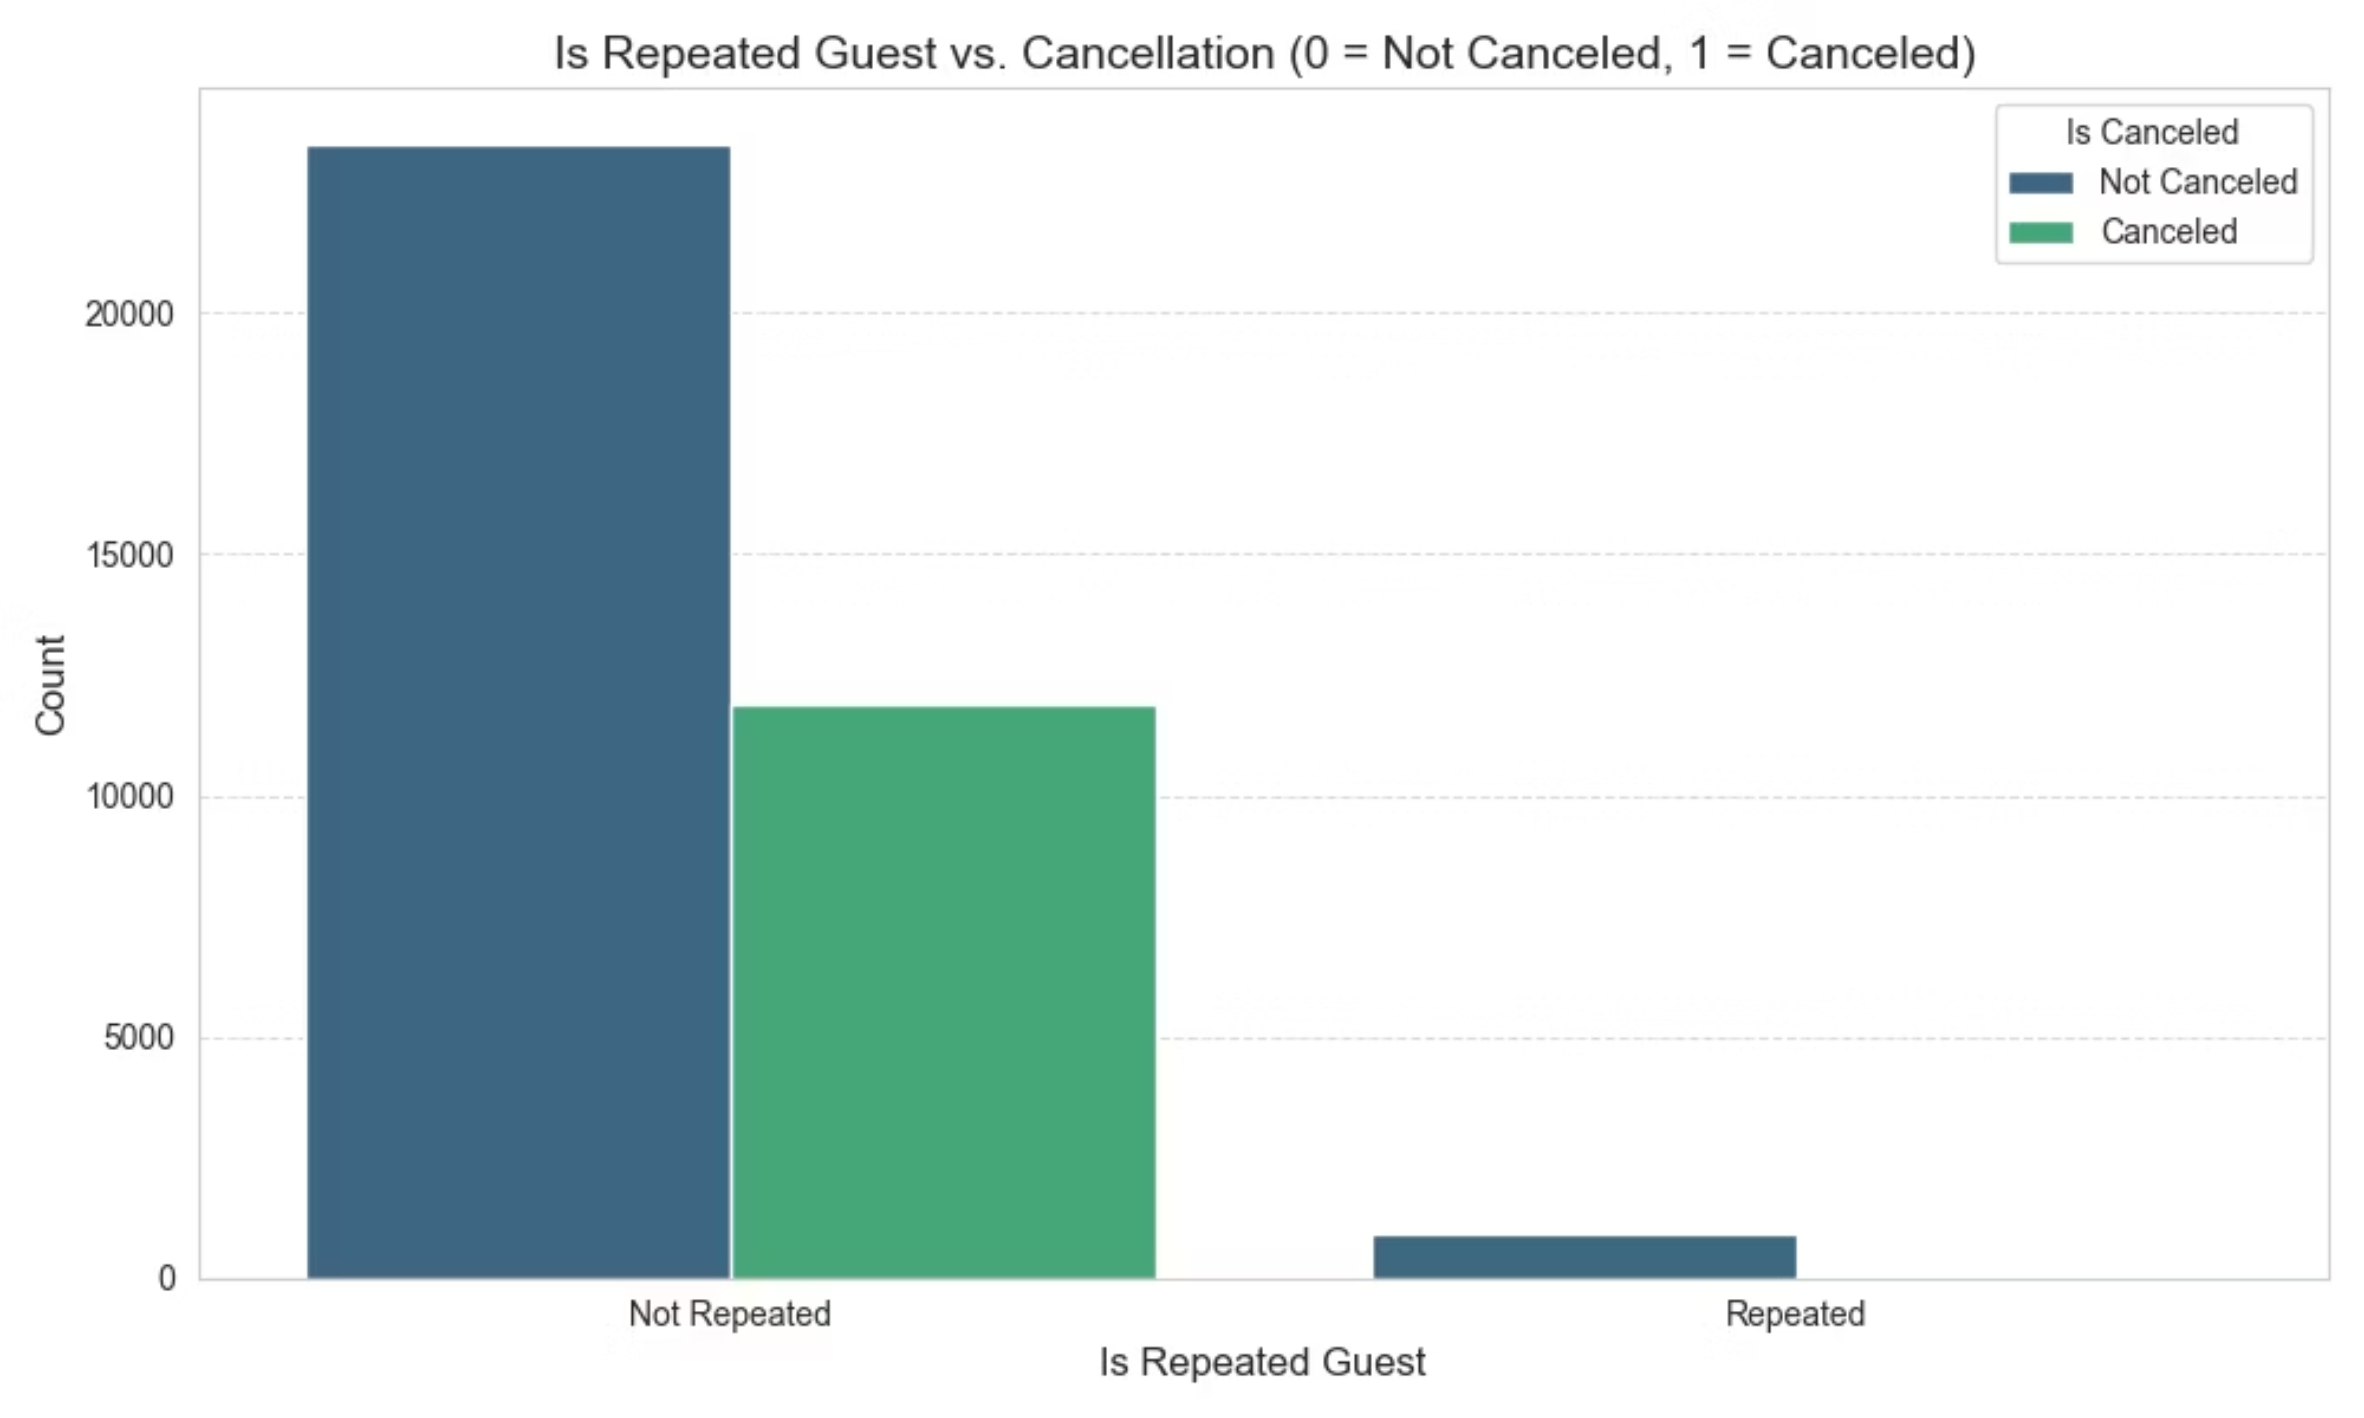 Is Repeated Guest vs. Cancellation (0 = Not Canceled, 1 = Canceled)
Is Canceled
Not Canceled
Canceled
20000
15000
10000
5000
0
Count
Not Repeated
Repeated
Is Repeated Guest